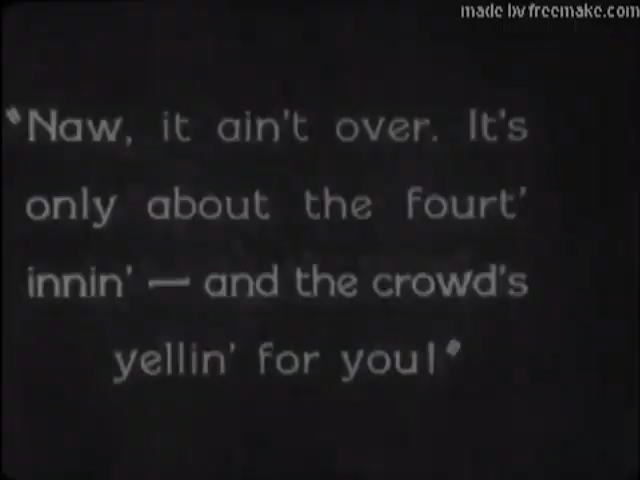 made by freemake.com
"Naw, it ain't over. It's
only about the fourt'
innin' — and the crowd's
yellin' for you!"